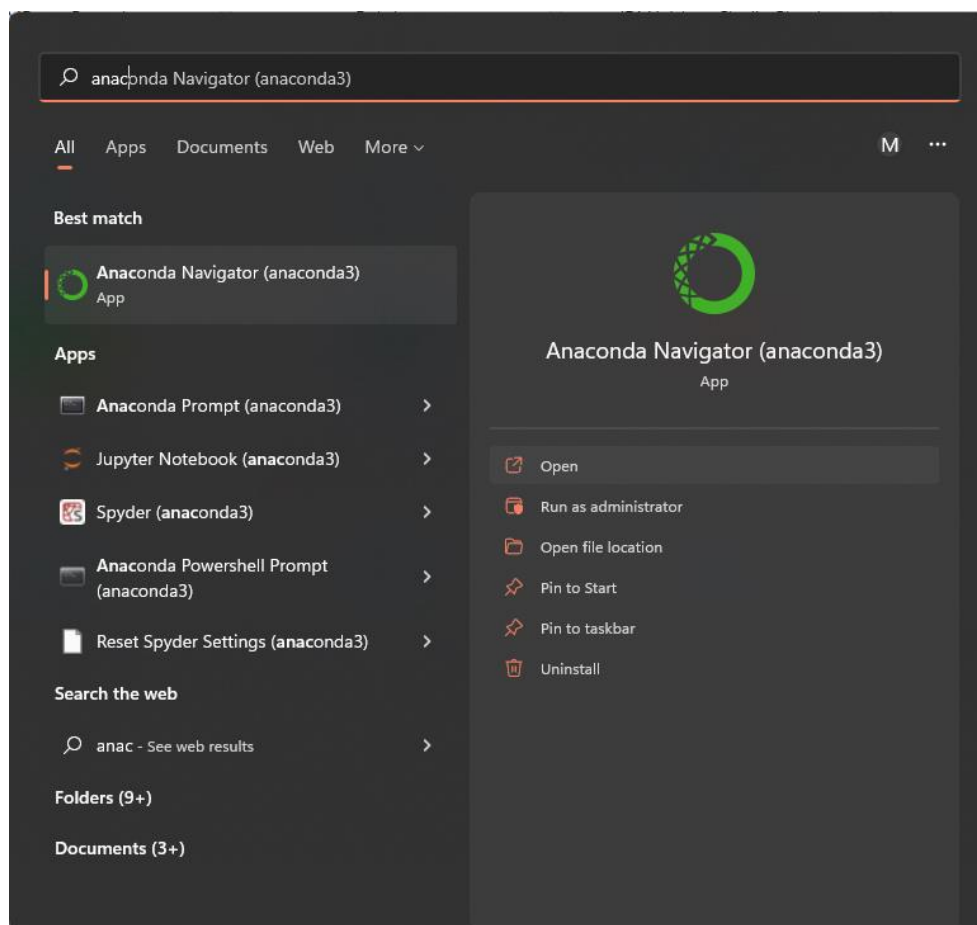 anaconda Navigator (anaconda3)
All Apps Documents Web More
M
Best match
Anaconda Navigator (anaconda3)
App
Apps
Anaconda Prompt (anaconda3)
Jupyter Notebook (anaconda3)
Spyder (anaconda3)
Anaconda Powershell Prompt
(anaconda3)
Reset Spyder Settings (anaconda3)
Search the web
anac - See web results
Folders (9+)
Documents (3+)
Anaconda Navigator (anaconda3)
App
Open
Run as administrator
Open file location
Pin to Start
Pin to taskbar
Uninstall